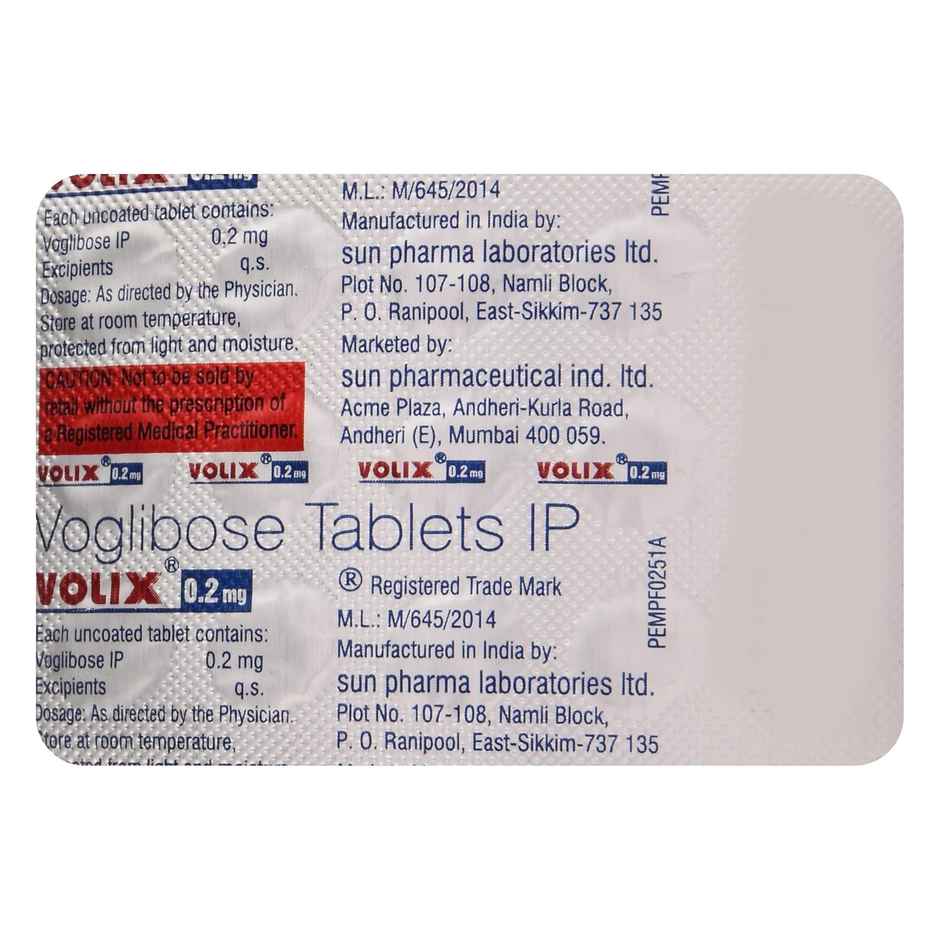 VOLIX 0.2 mg
Each uncoated tablet contains:
Voglibose IP 0.2 mg
Excipients q.s.
Dosage: As directed by the Physician.
Store at room temperature,
protected from light and moisture.
CAUTION: Not to be sold by
retail without the prescription of
a Registered Medical Practitioner.
M.L.: M/645/2014
Manufactured in India by:
sun pharma laboratories ltd.
Plot No. 107-108, Namli Block,
P. O. Ranipool, East-Sikkim-737 135
Marketed by:
sun pharmaceutical ind. ltd.
Acme Plaza, Andheri-Kurla Road,
Andheri (E), Mumbai 400 059.
PEMPF
VOLIX® 0.2 mg VOLIX® 0.2 mg VOLIX® 0.2 mg VOLIX® 0.2 mg
Voglibose Tablets IP
VOLIX® 0.2 mg
Each uncoated tablet contains:
Voglibose IP 0.2 mg
Excipients q.s.
Dosage: As directed by the Physician.
Store at room temperature,
protected from light and moisture.
® Registered Trade Mark
M.L.: M/645/2014
Manufactured in India by:
sun pharma laboratories ltd.
Plot No. 107-108, Namli Block,
P. O. Ranipool, East-Sikkim-737 135
PEMPF0251A